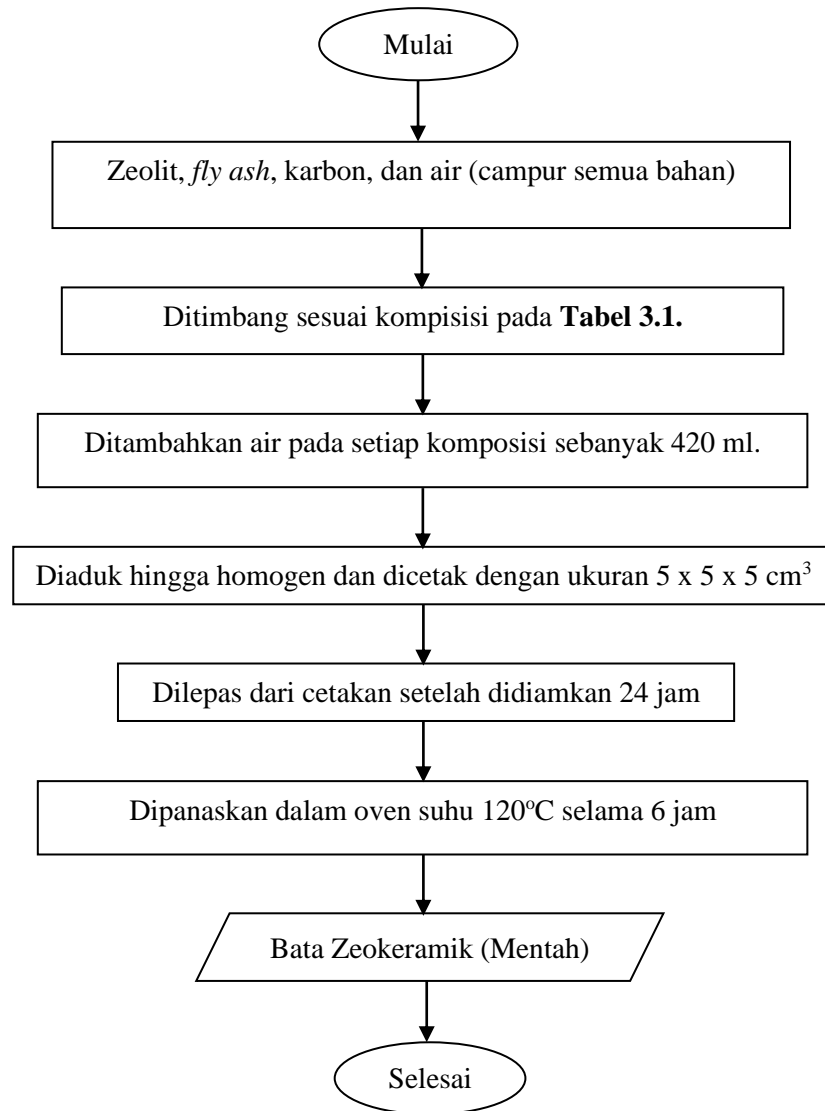 Mulai
Zeolit, fly ash, karbon, dan air (campur semua bahan)
Ditimbang sesuai kompisisi pada Tabel 3.1.
Ditambahkan air pada setiap komposisi sebanyak 420 ml.
Diaduk hingga homogen dan dicetak dengan ukuran 5 x 5 x 5 cm³
Dilepas dari cetakan setelah didiamkan 24 jam
Dipanaskan dalam oven suhu 120ºC selama 6 jam
Bata Zeokeramik (Mentah)
Selesai